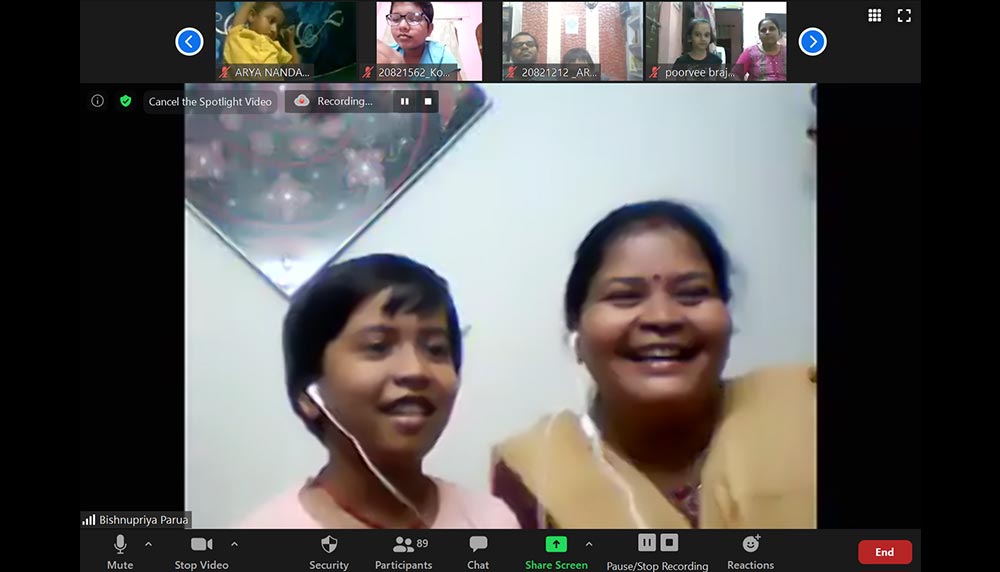 ARYA NANDA...
20821562_Ko...
20821212 _AR...
poorvee braj...
Cancel the Spotlight Video
Recording...
Bishnupriya Parua
Mute
Stop Video
Security
89
Participants
Chat
Share Screen
Pause/Stop Recording
Reactions
End